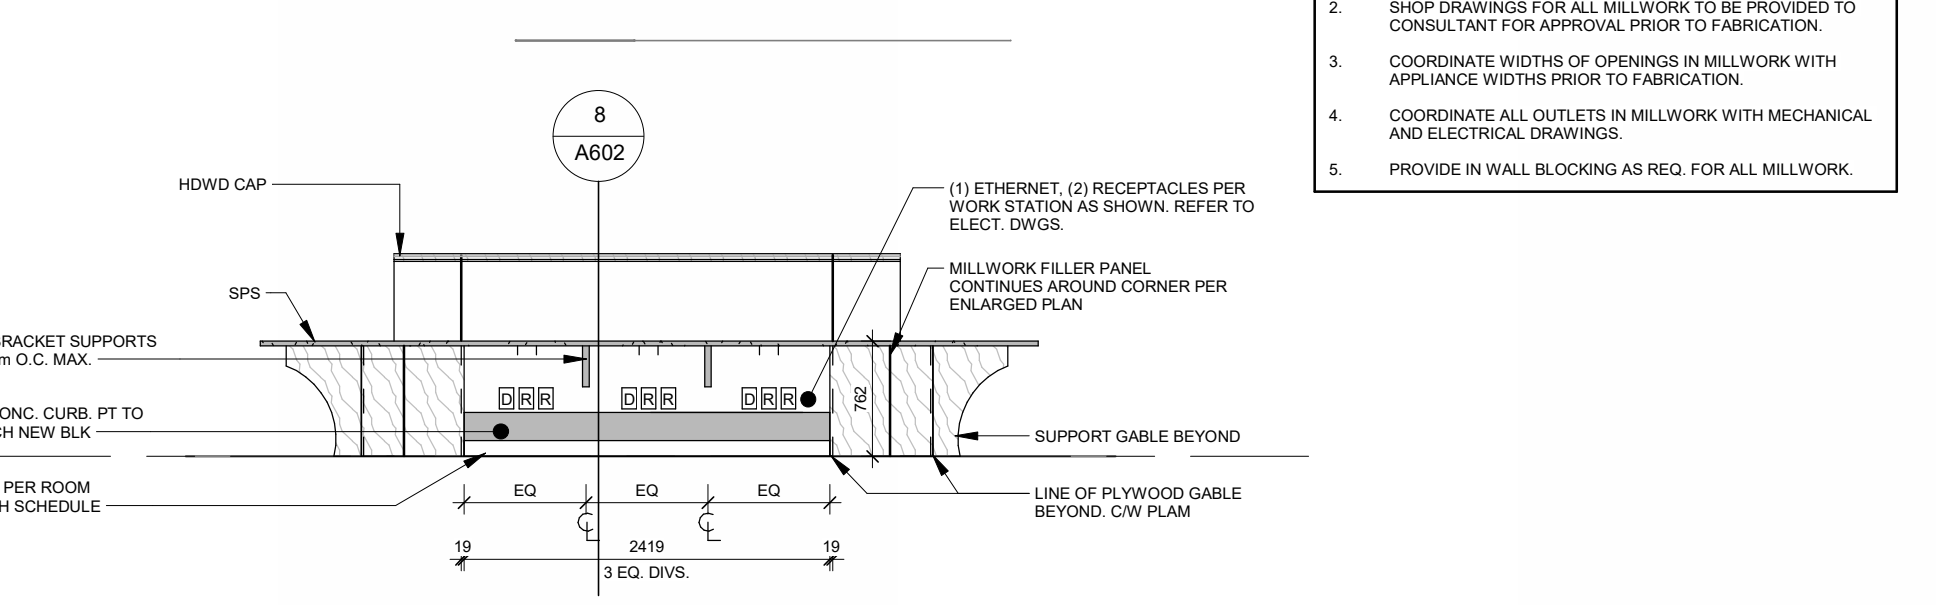 2. SHOP DRAWINGS FOR ALL MILLWORK TO BE PROVIDED TO
CONSULTANT FOR APPROVAL PRIOR TO FABRICATION.
3. COORDINATE WIDTHS OF OPENINGS IN MILLWORK WITH
APPLIANCE WIDTHS PRIOR TO FABRICATION.
4. COORDINATE ALL OUTLETS IN MILLWORK WITH MECHANICAL
AND ELECTRICAL DRAWINGS.
5. PROVIDE IN WALL BLOCKING AS REQ. FOR ALL MILLWORK.
8
A602
HDWD CAP
SPS
BRACKET SUPPORTS
m O.C. MAX.
ONC. CURB. PT TO
CH NEW BLK
PER ROOM
H SCHEDULE
(1) ETHERNET, (2) RECEPTACLES PER
WORK STATION AS SHOWN. REFER TO
ELECT. DWGS.
MILLWORK FILLER PANEL
CONTINUES AROUND CORNER PER
ENLARGED PLAN
D R R D R R D R R
762
SUPPORT GABLE BEYOND
LINE OF PLYWOOD GABLE
BEYOND. C/W PLAM
EQ EQ EQ
CL CL
19 2419 19
3 EQ. DIVS.